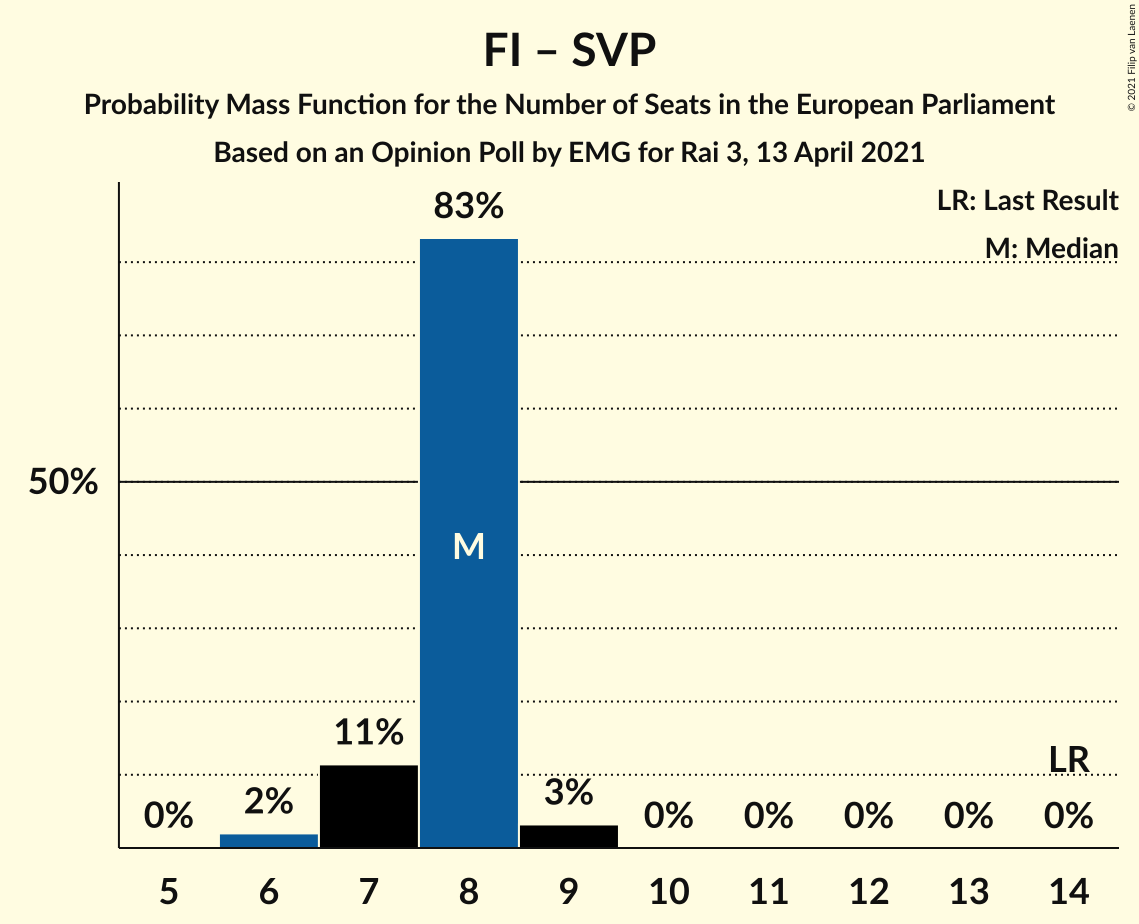 FI – SVP
Probability Mass Function for the Number of Seats in the European Parliament
Based on an Opinion Poll by EMG for Rai 3, 13 April 2021
© 2021 Filip van Laenen
LR: Last Result
M: Median
83%
50%
M
11%
LR
0% 2% 3% 0% 0% 0% 0% 0%
5 6 7 8 9 10 11 12 13 14